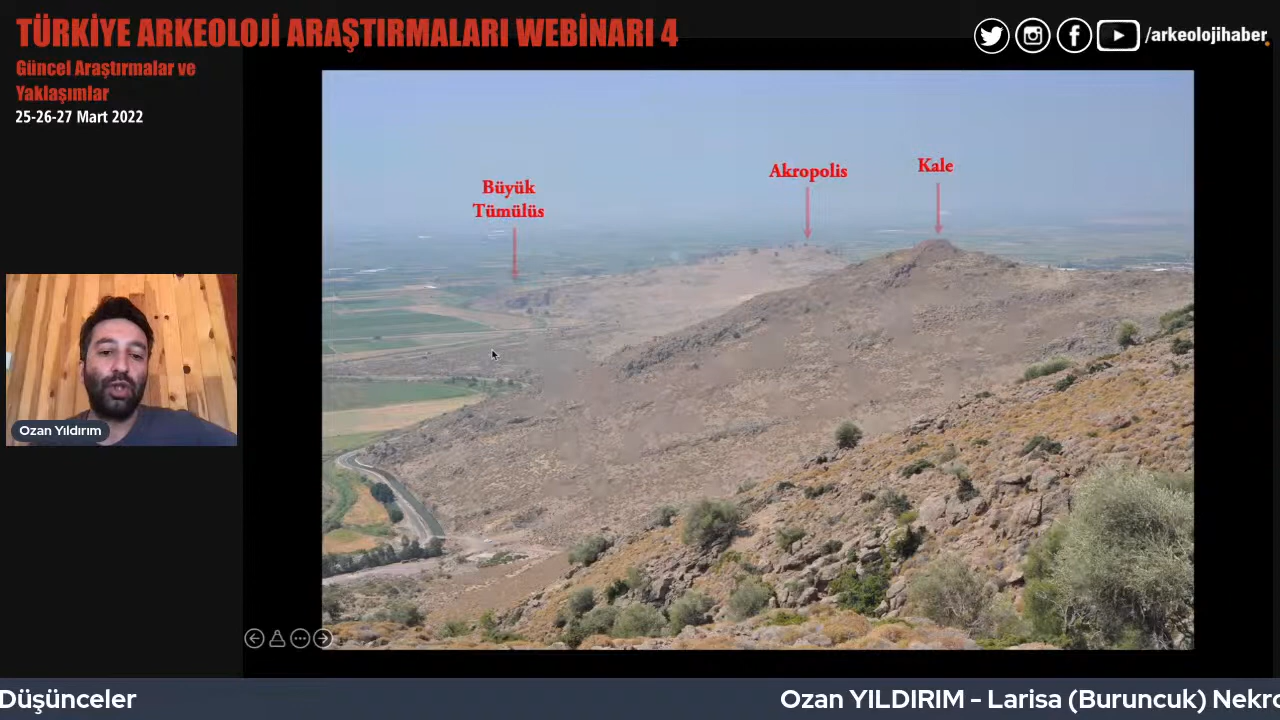 TÜRKİYE ARKEOLOJİ ARAŞTIRMALARI WEBİNARI 4
/arkeolojihaber.
Güncel Araştırmalar ve
Yaklaşımlar
25-26-27 Mart 2022
Büyük
Tümülüs
Akropolis
Kale
Ozan Yıldırım
Düşünceler
Ozan YILDIRIM - Larisa (Buruncuk) Nekro